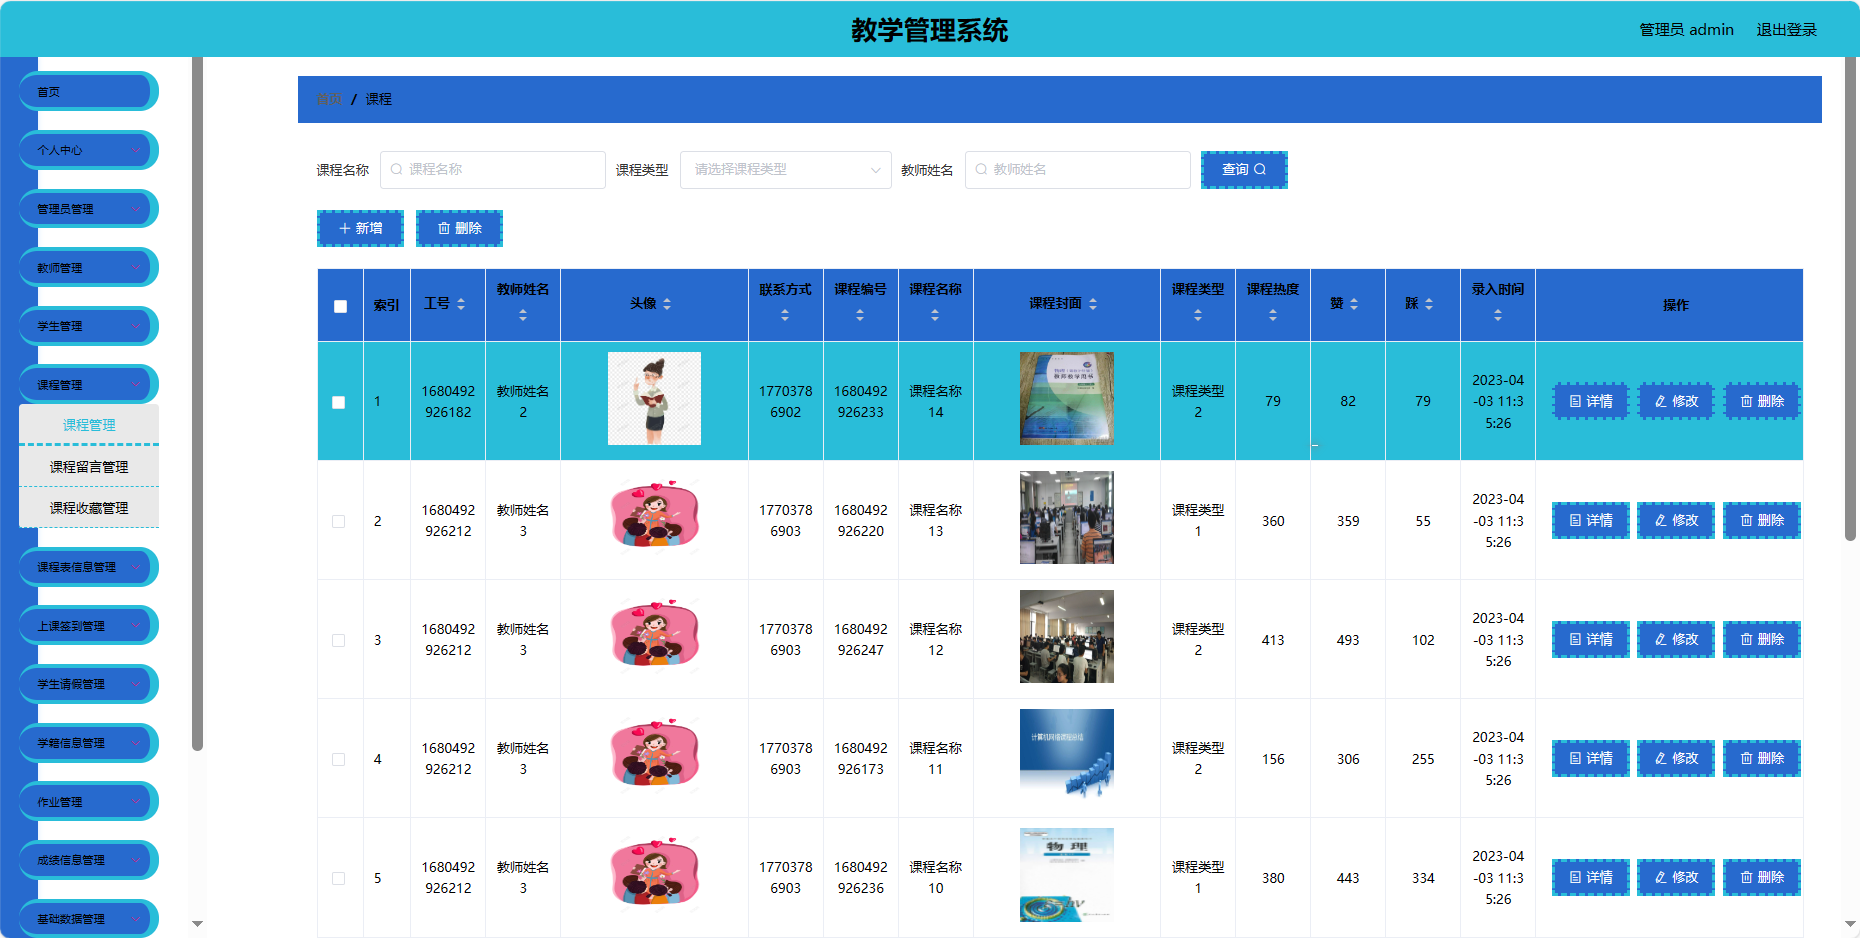 教学管理系统
管理员 admin 退出登录
首页
个人中心
管理员管理
教师管理
学生管理
课程管理
课程管理
课程留言管理
课程收藏管理
课程表信息管理
上课签到管理
学生请假管理
学籍信息管理
作业管理
成绩信息管理
基础数据管理
首页 / 课程
课程名称 课程名称 课程类型 请选择课程类型 教师姓名 教师姓名 查询
新增 删除
索引 工号 教师姓名 头像 联系方式 课程编号 课程名称 课程封面 课程类型 课程热度 赞 踩 录入时间 操作
1 1680492926182 教师姓名2 17703786902 1680492926233 课程名称14 课程类型2 79 82 79 2023-04-03 11:35:26 详情 修改 删除
教师教学用书
2 1680492926212 教师姓名3 17703786903 1680492926220 课程名称13 课程类型1 360 359 55 2023-04-03 11:35:26 详情 修改 删除
3 1680492926212 教师姓名3 17703786903 1680492926247 课程名称12 课程类型2 413 493 102 2023-04-03 11:35:26 详情 修改 删除
4 1680492926212 教师姓名3 17703786903 1680492926173 课程名称11 课程类型2 156 306 255 2023-04-03 11:35:26 详情 修改 删除
计算机网络课程总结
5 1680492926212 教师姓名3 17703786903 1680492926236 课程名称10 课程类型1 380 443 334 2023-04-03 11:35:26 详情 修改 删除
物理